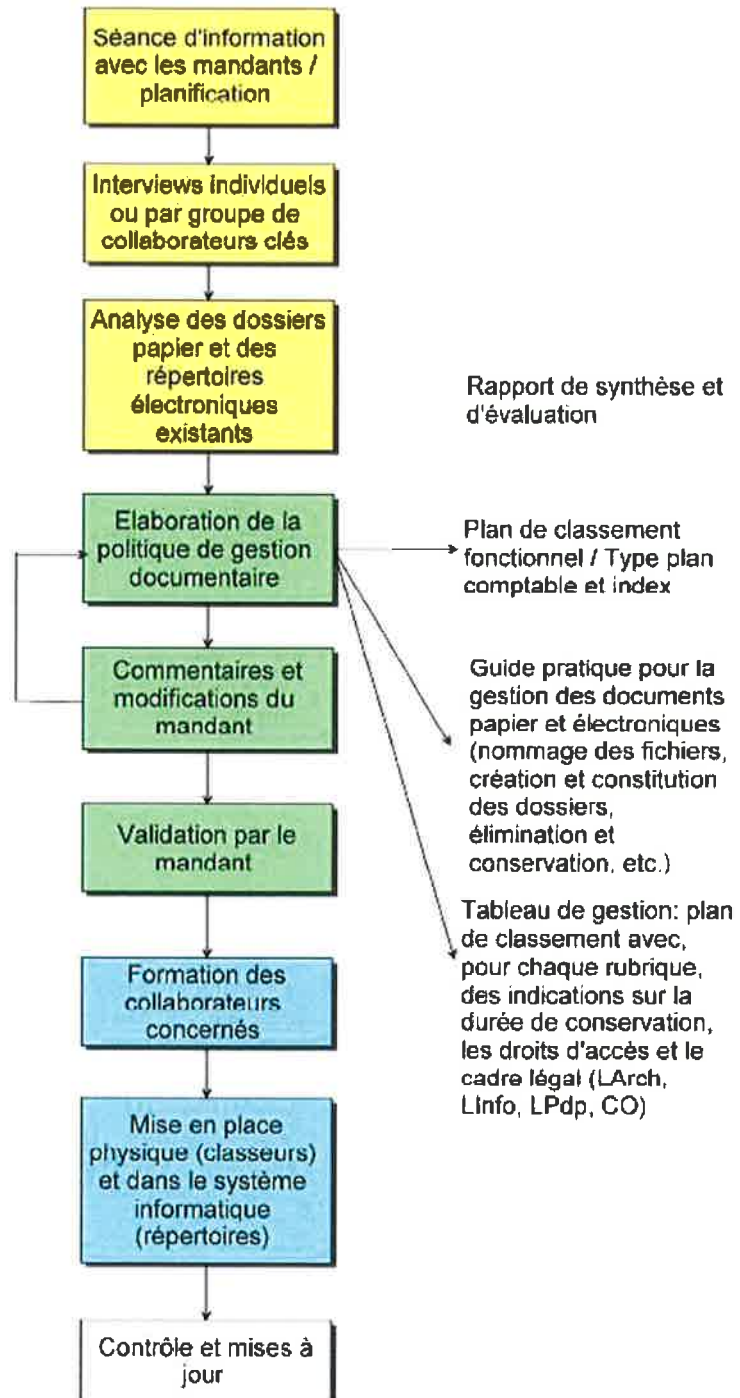 Séance d'information
avec les mandants /
planification
Interviews individuels
ou par groupe de
collaborateurs clés
Analyse des dossiers
papier et des
répertoires
électroniques
existants
Rapport de synthèse et
d'évaluation
Elaboration de la
politique de gestion
documentaire
Plan de classement
fonctionnel / Type plan
comptable et index
Commentaires et
modifications du
mandant
Guide pratique pour la
gestion des documents
papier et électroniques
(nommage des fichiers,
création et constitution
des dossiers,
élimination et
conservation, etc.)
Validation par le
mandant
Tableau de gestion: plan
de classement avec,
pour chaque rubrique,
des indications sur la
durée de conservation,
les droits d'accès et le
cadre légal (LArch,
LInfo, LPdp, CO)
Formation des
collaborateurs
concernés
Mise en place
physique (classeurs)
et dans le système
informatique
(répertoires)
Contrôle et mises à
jour